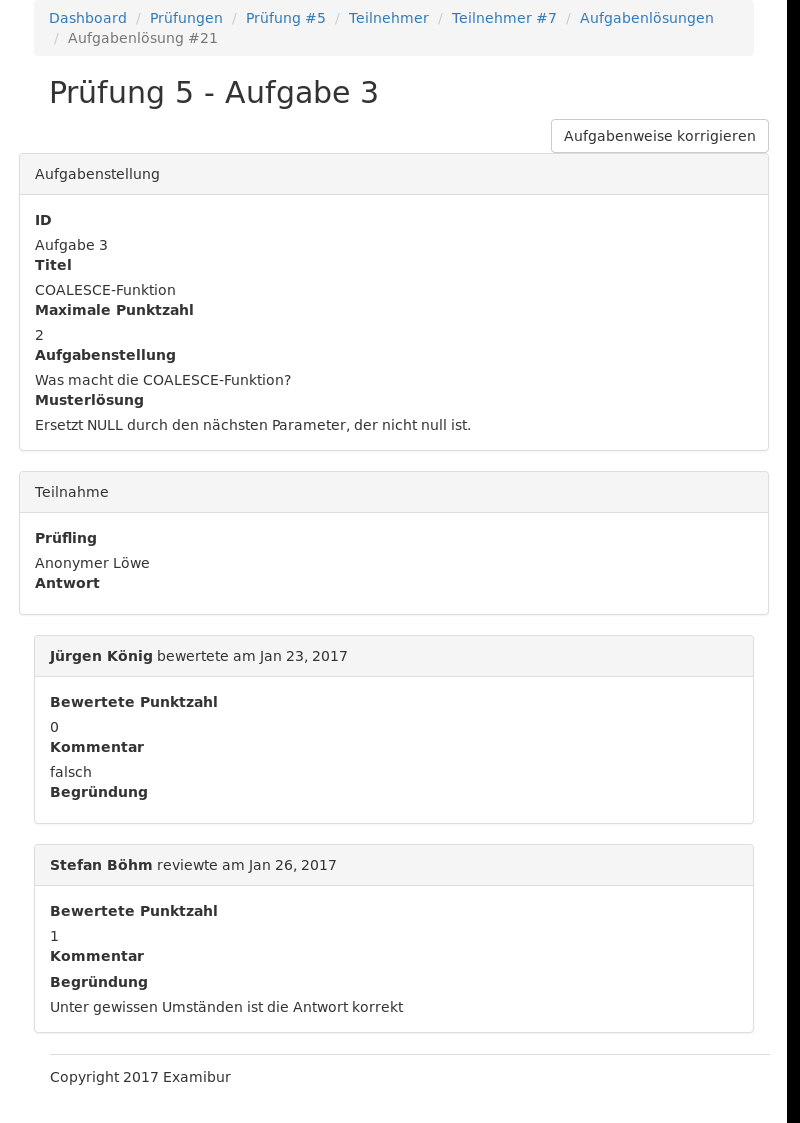 Dashboard / Prüfungen / Prüfung #5 / Teilnehmer / Teilnehmer #7 / Aufgabenlösungen
/ Aufgabenlösung #21
Prüfung 5 - Aufgabe 3
Aufgabenweise korrigieren
Aufgabenstellung
ID
Aufgabe 3
Titel
COALESCE-Funktion
Maximale Punktzahl
2
Aufgabenstellung
Was macht die COALESCE-Funktion?
Musterlösung
Ersetzt NULL durch den nächsten Parameter, der nicht null ist.
Teilnahme
Prüfling
Anonymer Löwe
Antwort
Jürgen König bewertete am Jan 23, 2017
Bewertete Punktzahl
0
Kommentar
falsch
Begründung
Stefan Böhm reviewte am Jan 26, 2017
Bewertete Punktzahl
1
Kommentar
Begründung
Unter gewissen Umständen ist die Antwort korrekt
Copyright 2017 Examibur